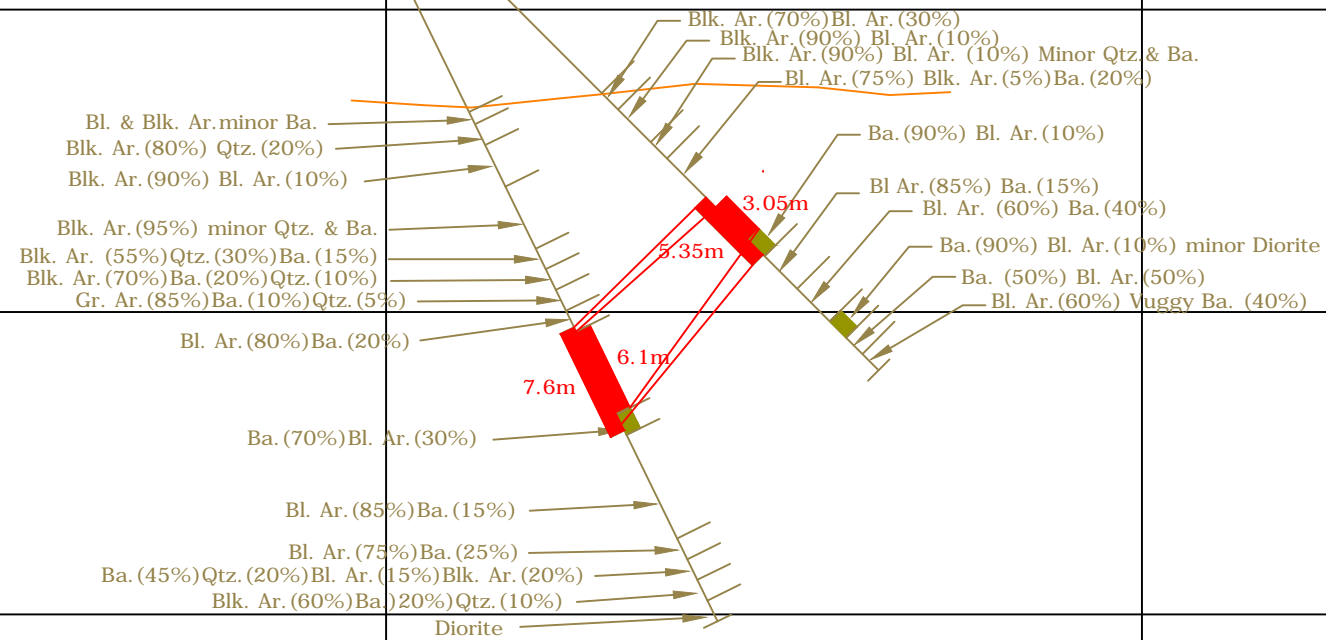 Blk. Ar.(70%)Bl. Ar.(30%)
Blk. Ar.(90%) Bl. Ar.(10%)
Blk. Ar.(90%) Bl. Ar. (10%) Minor Qtz.& Ba.
Bl. Ar.(75%) Blk. Ar.(5%)Ba.(20%)
Bl. & Blk. Ar.minor Ba.
Ba.(90%) Bl. Ar.(10%)
Blk. Ar.(80%) Qtz.(20%)
Blk. Ar.(90%) Bl. Ar.(10%)
Bl Ar.(85%) Ba.(15%)
3.05m
Bl. Ar. (60%) Ba.(40%)
Blk. Ar.(95%) minor Qtz. & Ba.
Ba.(90%) Bl. Ar.(10%) minor Diorite
5.35m
Blk. Ar. (55%)Qtz.(30%)Ba.(15%)
Blk. Ar.(70%)Ba.(20%)Qtz.(10%)
Ba. (50%) Bl. Ar.(50%)
Gr. Ar.(85%)Ba.(10%)Qtz.(5%)
Bl. Ar.(60%) Vuggy Ba. (40%)
Bl. Ar.(80%)Ba.(20%)
6.1m
7.6m
Ba.(70%)Bl. Ar.(30%)
Bl. Ar.(85%)Ba.(15%)
Bl. Ar.(75%)Ba.(25%)
Ba.(45%)Qtz.(20%)Bl. Ar.(15%)Blk. Ar.(20%)
Blk. Ar.(60%)Ba.)20%)Qtz.(10%)
Diorite